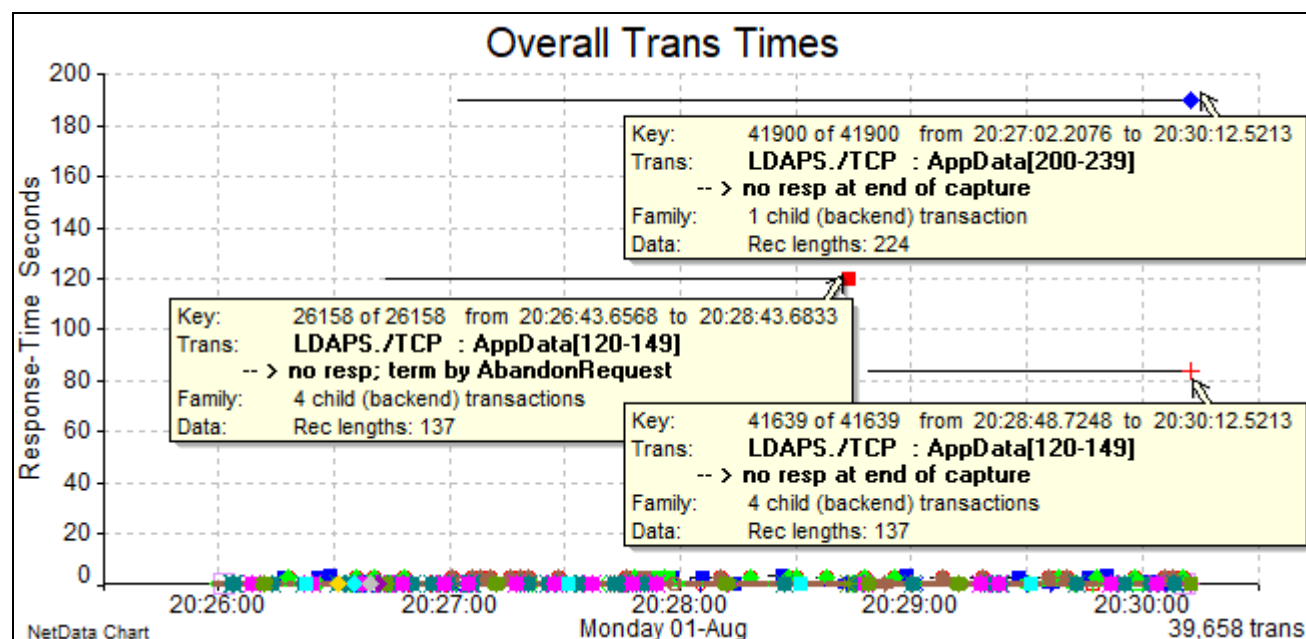 Overall Trans Times
Response-Time Seconds
200
180
160
140
120
100
80
60
40
20
0
Key: 41900 of 41900 from 20:27:02.2076 to 20:30:12.5213
Trans: LDAPS./TCP : AppData[200-239]
-- > no resp at end of capture
Family: 1 child (backend) transaction
Data: Rec lengths: 224
Key: 26158 of 26158 from 20:26:43.6568 to 20:28:43.6833
Trans: LDAPS./TCP : AppData[120-149]
-- > no resp; term by AbandonRequest
Family: 4 child (backend) transactions
Data: Rec lengths: 137
Key: 41639 of 41639 from 20:28:48.7248 to 20:30:12.5213
Trans: LDAPS./TCP : AppData[120-149]
-- > no resp at end of capture
Family: 4 child (backend) transactions
Data: Rec lengths: 137
20:26:00 20:27:00 20:28:00 20:29:00 20:30:00
NetData Chart Monday 01-Aug 39,658 trans